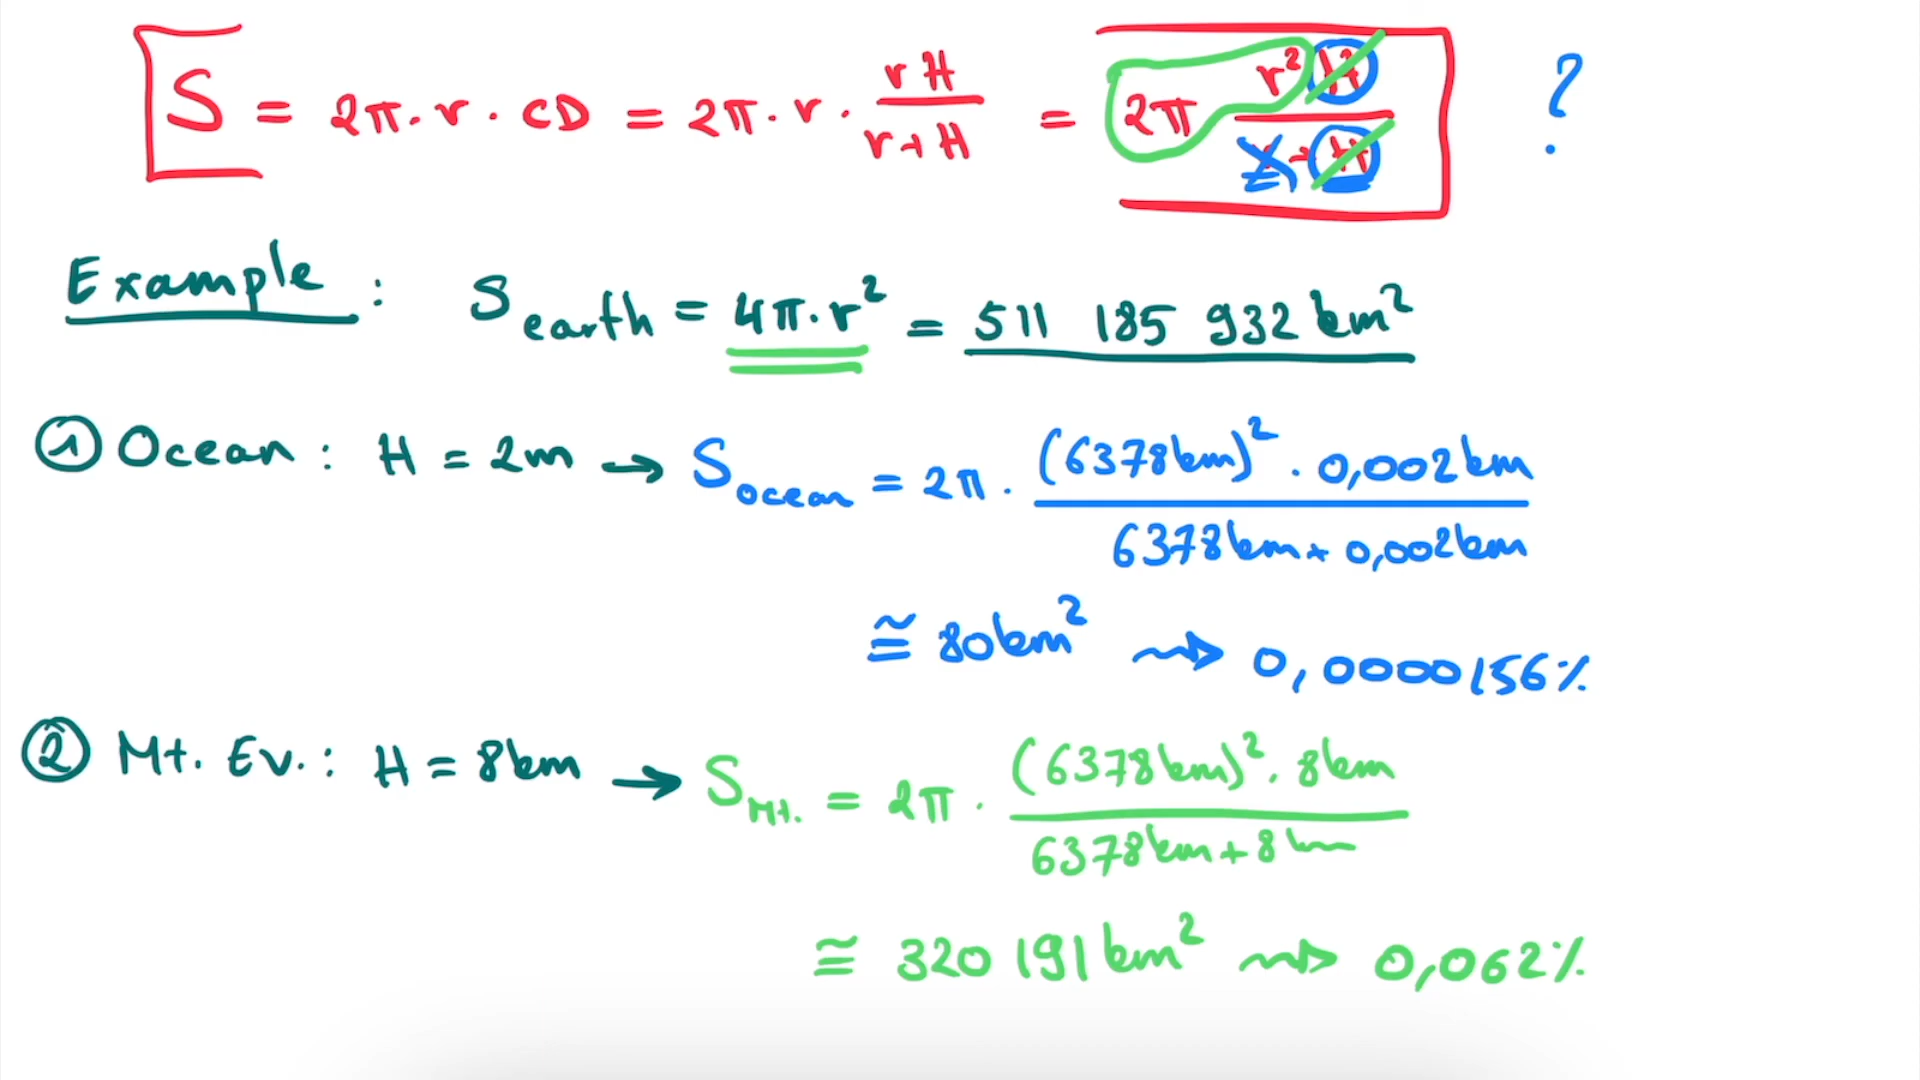 S = 2π · r · CD = 2π · r · rH / r+H = 2π r² H / r+H ?
Example : S earth = 4π·r² = 511 185 932 km²
① Ocean : H = 2m → S ocean = 2π · (6378km)² · 0,002km / 6378km + 0,002km
≅ 80km² ⇝ 0,0000156%
② Mt. Ev. : H = 8km → S Mt. = 2π · (6378km)² · 8km / 6378km + 8km
≅ 320 191 km² ⇝ 0,062%